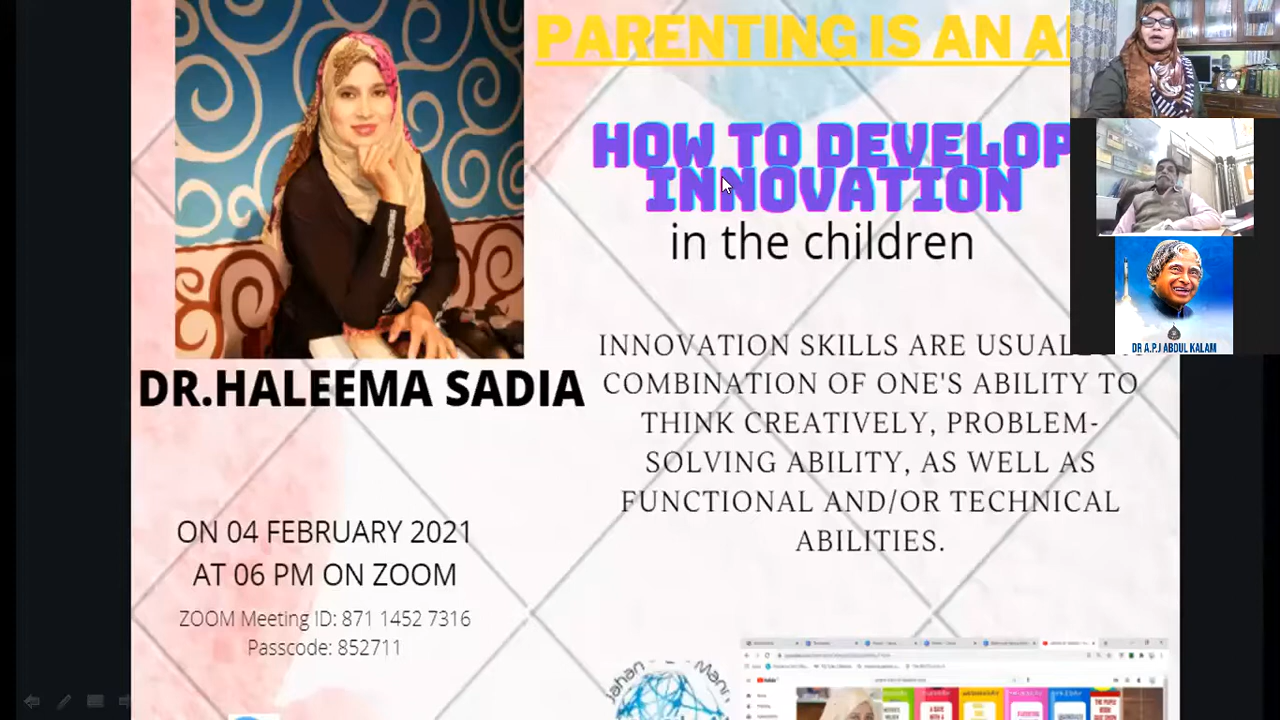 PARENTING IS AN A
HOW TO DEVELOP
INNOVATION
in the children
INNOVATION SKILLS ARE USUAL
COMBINATION OF ONE'S ABILITY TO
THINK CREATIVELY, PROBLEM-
SOLVING ABILITY, AS WELL AS
FUNCTIONAL AND/OR TECHNICAL
ABILITIES.
DR.HALEEMA SADIA
ON 04 FEBRUARY 2021
AT 06 PM ON ZOOM
ZOOM Meeting ID: 871 1452 7316
Passcode: 852711
DR A.P.J ABDUL KALAM
Jahan
YouTube